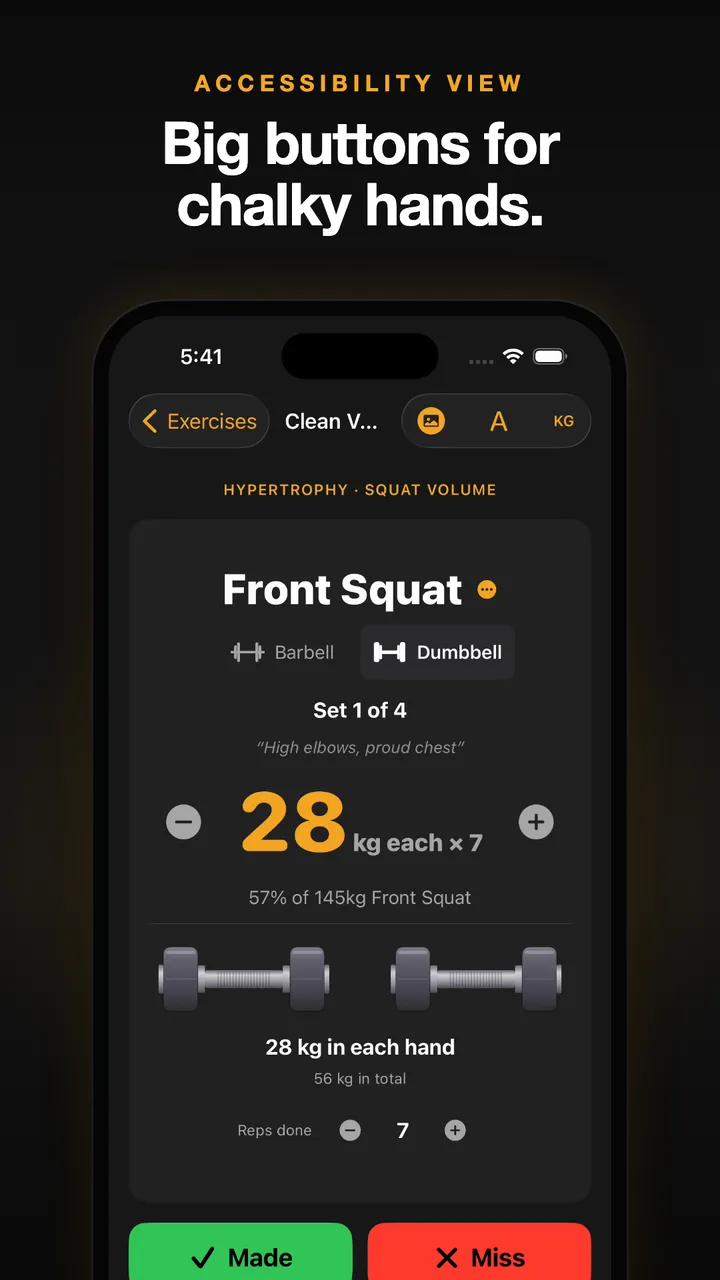 ACCESSIBILITY VIEW
Big buttons for
chalky hands.
5:41
Exercises
Clean V...
A
KG
HYPERTROPHY · SQUAT VOLUME
Front Squat
Barbell
Dumbbell
Set 1 of 4
“High elbows, proud chest”
28 kg each × 7
57% of 145kg Front Squat
28 kg in each hand
56 kg in total
Reps done 7
Made
Miss